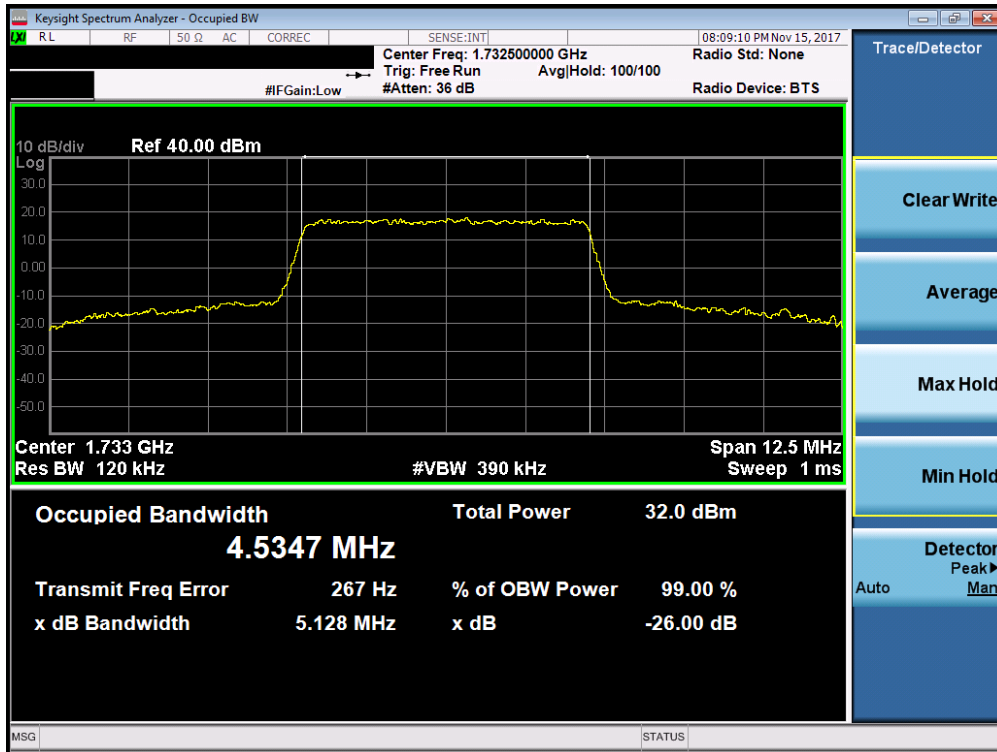 Keysight Spectrum Analyzer - Occupied BW
LXI RL RF 50 Ω AC CORREC SENSE:INT 08:09:10 PM Nov 15, 2017
Center Freq: 1.732500000 GHz Radio Std: None
Trig: Free Run Avg|Hold: 100/100
#IFGain:Low #Atten: 36 dB Radio Device: BTS
10 dB/div Ref 40.00 dBm
Log
30.0
20.0
10.0
0.00
-10.0
-20.0
-30.0
-40.0
-50.0
Center 1.733 GHz Span 12.5 MHz
Res BW 120 kHz #VBW 390 kHz Sweep 1 ms
Occupied Bandwidth Total Power 32.0 dBm
4.5347 MHz
Transmit Freq Error 267 Hz % of OBW Power 99.00 %
x dB Bandwidth 5.128 MHz x dB -26.00 dB
MSG STATUS
Trace/Detector
Clear Write
Average
Max Hold
Min Hold
Detector
Peak▶
Auto Man